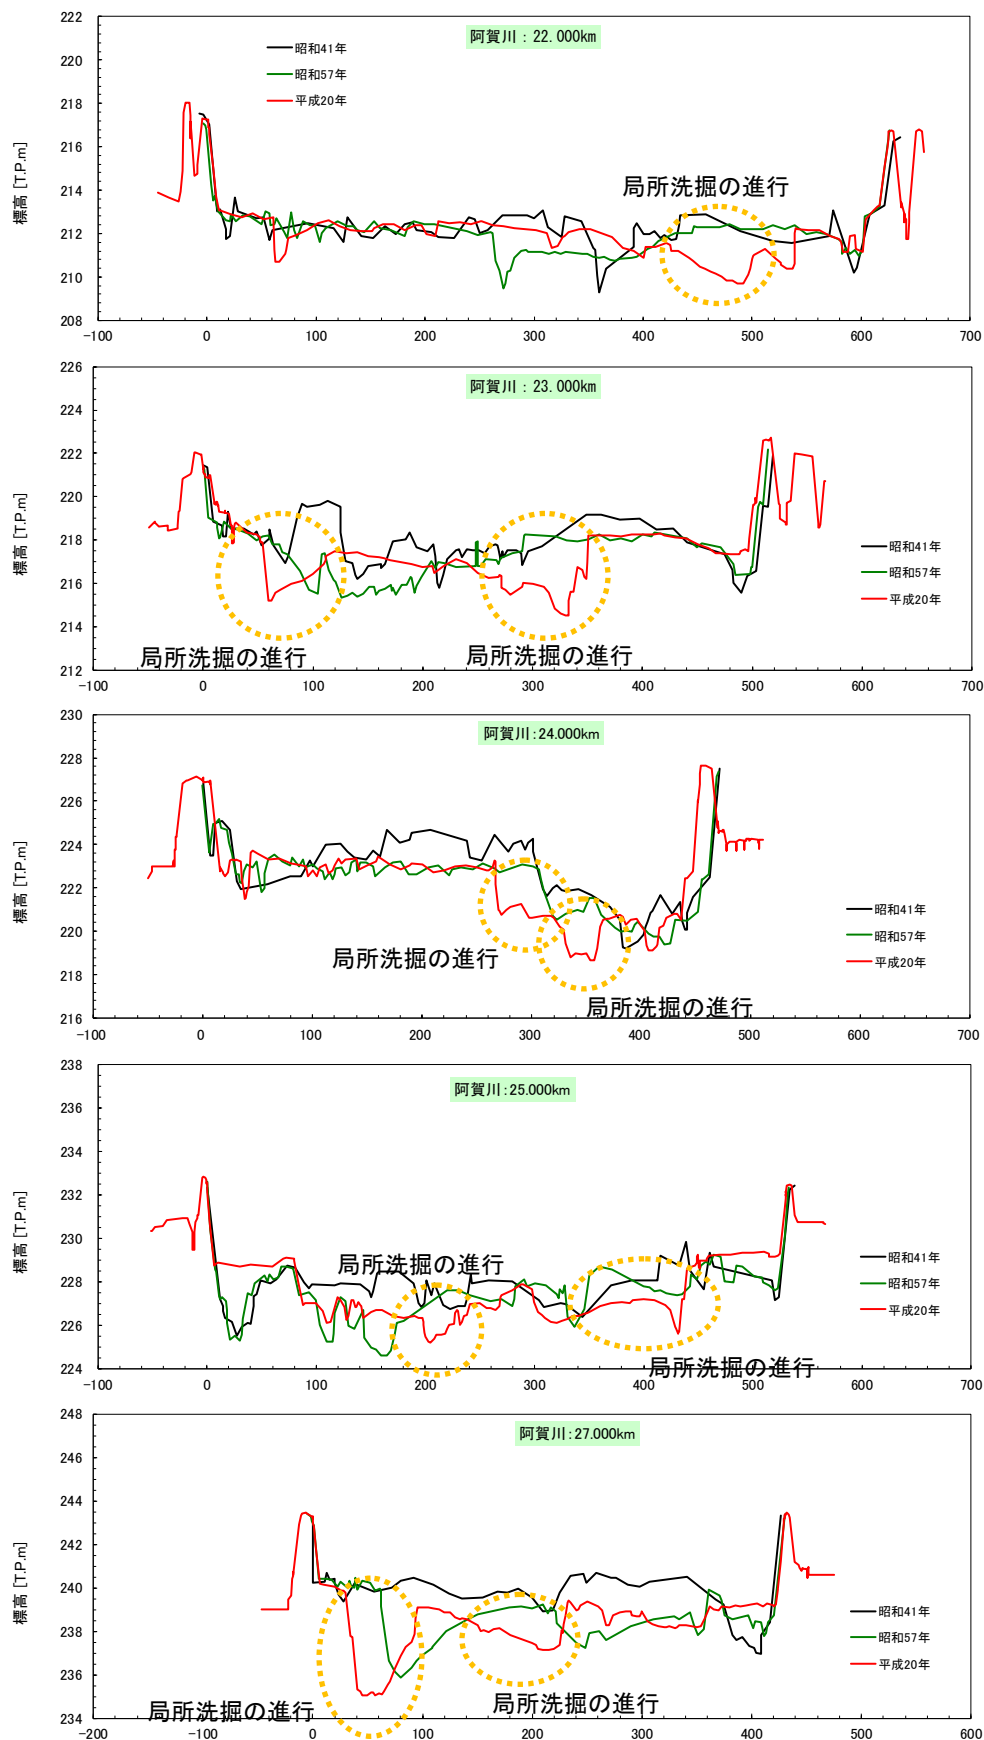 222
220
218
216
214
212
210
208
標高 [T.P.m]
阿賀川：22.000km
昭和41年
昭和57年
平成20年
局所洗掘の進行
-100 0 100 200 300 400 500 600 700
226
224
222
220
218
216
214
212
標高 [T.P.m]
阿賀川：23.000km
昭和41年
昭和57年
平成20年
局所洗掘の進行 局所洗掘の進行
-100 0 100 200 300 400 500 600 700
230
228
226
224
222
220
218
216
標高 [T.P.m]
阿賀川：24.000km
昭和41年
昭和57年
平成20年
局所洗掘の進行
局所洗掘の進行
-100 0 100 200 300 400 500 600 700
238
236
234
232
230
228
226
224
標高 [T.P.m]
阿賀川：25.000km
局所洗掘の進行
昭和41年
昭和57年
平成20年
局所洗掘の進行
-100 0 100 200 300 400 500 600 700
248
246
244
242
240
238
236
234
標高 [T.P.m]
阿賀川：27.000km
昭和41年
昭和57年
平成20年
局所洗掘の進行
局所洗掘の進行
-200 -100 0 100 200 300 400 500 600